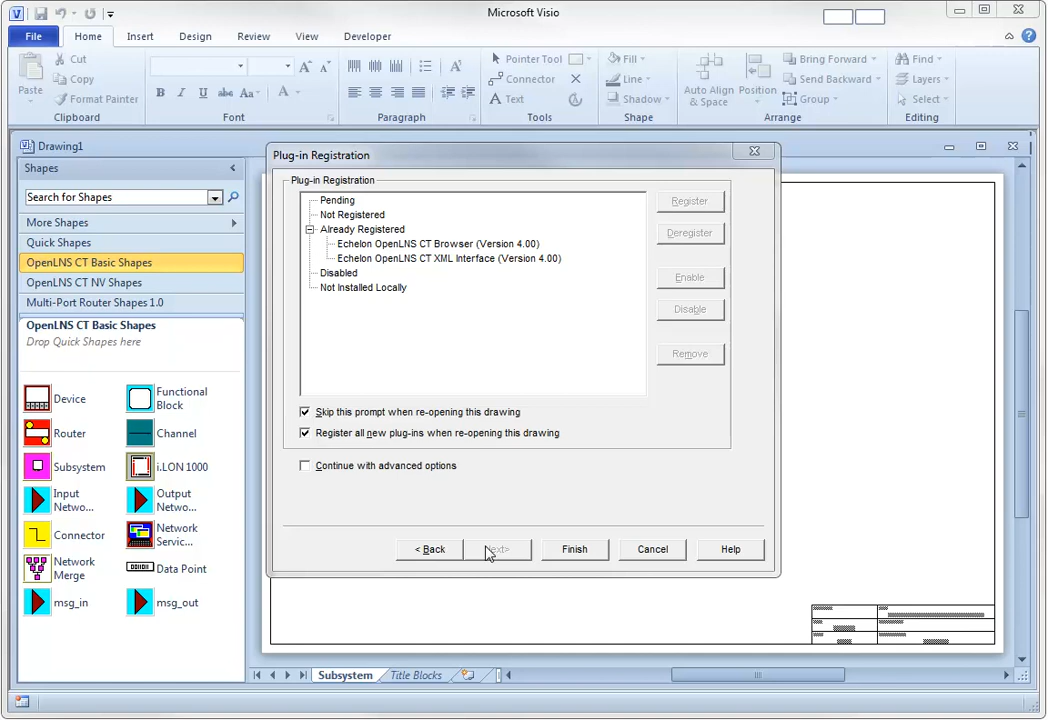 Microsoft Visio
File Home Insert Design Review View Developer
Paste
Cut
Copy
Format Painter
Clipboard
B I U abe Aa A
Font
Paragraph
Pointer Tool
Connector
A Text
Tools
Fill
Line
Shadow
Shape
Auto Align
& Space
Position
Bring Forward
Send Backward
Group
Arrange
Find
Layers
Select
Editing
Drawing1
Shapes
Search for Shapes
More Shapes
Quick Shapes
OpenLNS CT Basic Shapes
OpenLNS CT NV Shapes
Multi-Port Router Shapes 1.0
OpenLNS CT Basic Shapes
Drop Quick Shapes here
Device
Functional
Block
Router
Channel
Subsystem
i.LON 1000
Input
Netwo...
Output
Netwo...
Connector
Network
Servic...
Network
Merge
Data Point
msg_in
msg_out
Plug-in Registration
Plug-in Registration
Pending
Not Registered
Already Registered
Echelon OpenLNS CT Browser (Version 4.00)
Echelon OpenLNS CT XML Interface (Version 4.00)
Disabled
Not Installed Locally
Register
Deregister
Enable
Disable
Remove
Skip this prompt when re-opening this drawing
Register all new plug-ins when re-opening this drawing
Continue with advanced options
< Back
Finish
Cancel
Help
Subsystem
Title Blocks